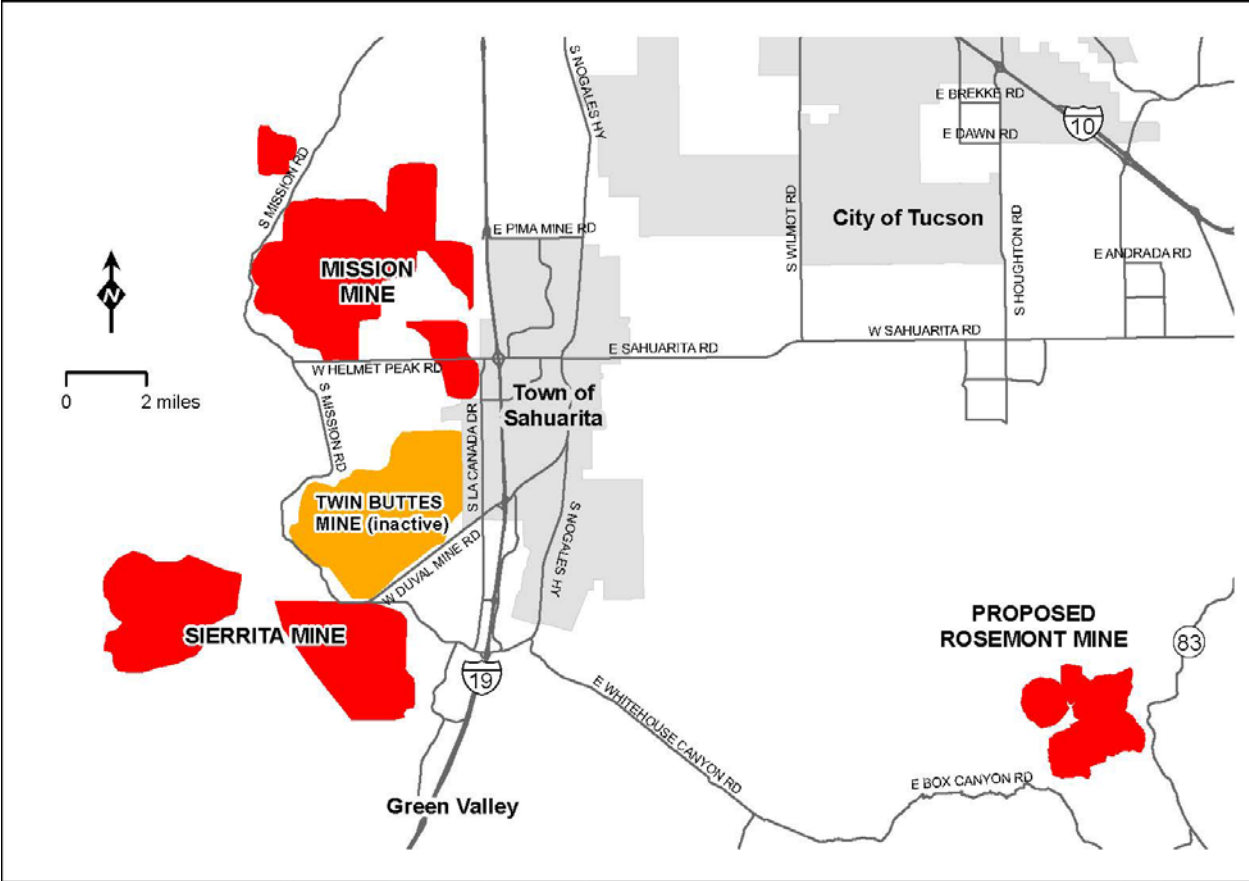 S NOGALES HY
E BREKKE RD
10
E DAWN RD
S MISSION RD
City of Tucson
E PIMA MINE RD
S WILMOT RD
S HOUGHTON RD
E ANDRADA RD
MISSION
MINE
N
W SAHUARITA RD
E SAHUARITA RD
W HELMET PEAK RD
0 2 miles
Town of
Sahuarita
S MISSION RD
S LA CANADA DR
TWIN BUTTES
MINE (inactive)
S NOGALES HY
W DUVAL MINE RD
SIERRITA MINE
PROPOSED
ROSEMONT MINE
83
19
E WHITEHOUSE CANYON RD
E BOX CANYON RD
Green Valley